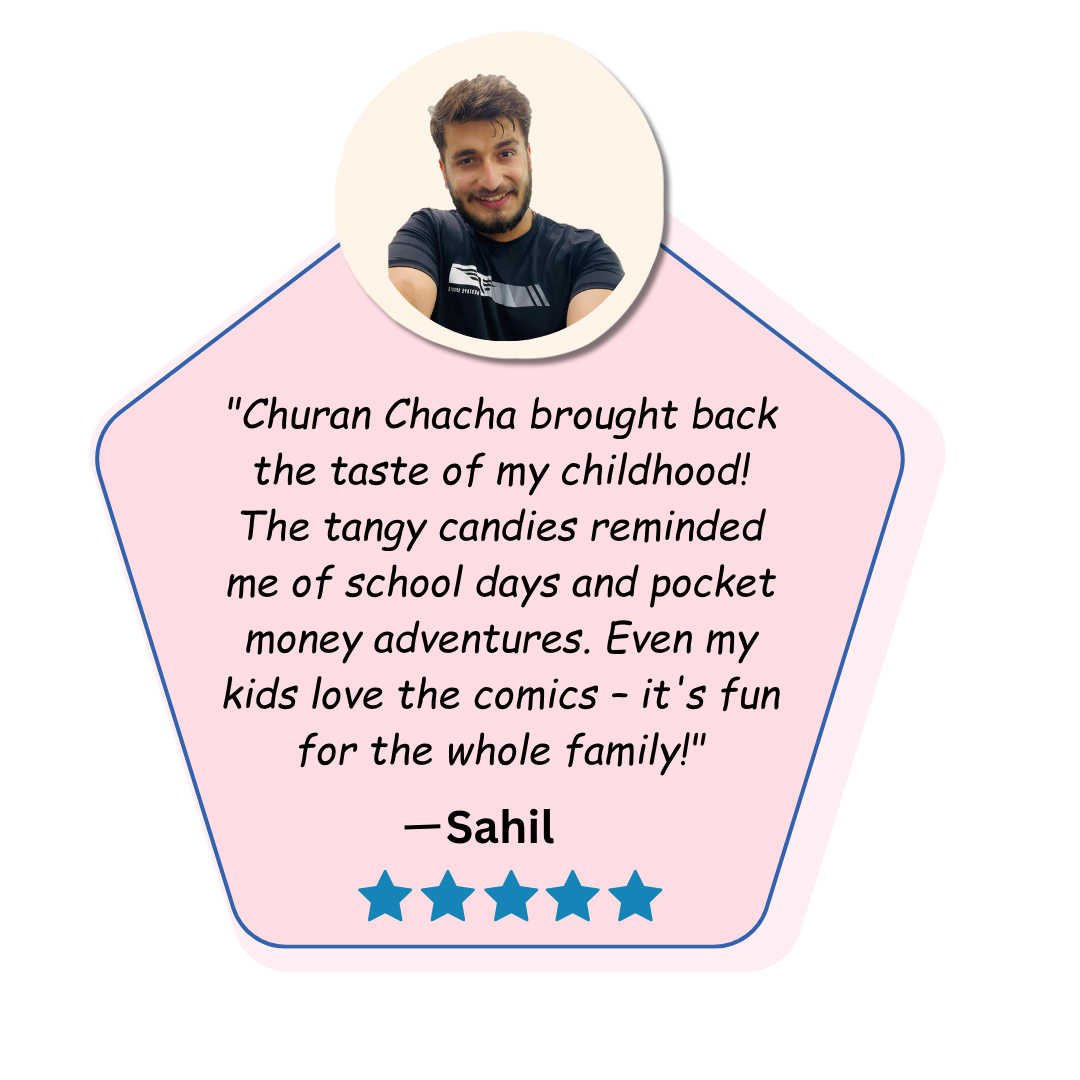 "Churan Chacha brought back
the taste of my childhood!
The tangy candies reminded
me of school days and pocket
money adventures. Even my
kids love the comics – it's fun
for the whole family!"
—Sahil